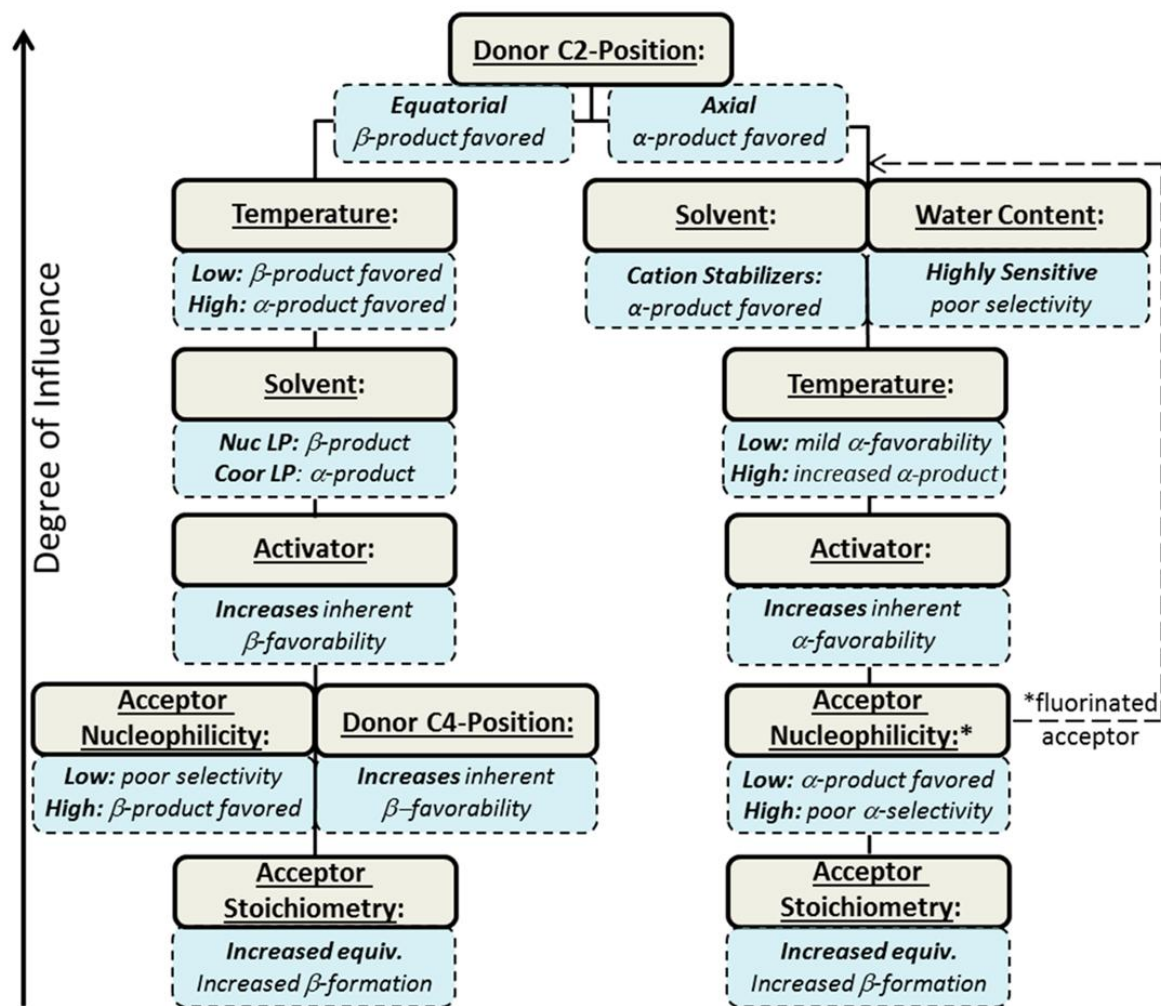 Degree of Influence
Donor C2-Position:
Equatorial
β-product favored
Axial
α-product favored
Temperature:
Low: β-product favored
High: α-product favored
Solvent:
Nuc LP: β-product
Coor LP: α-product
Activator:
Increases inherent
β-favorability
Acceptor
Nucleophilicity:
Low: poor selectivity
High: β-product favored
Donor C4-Position:
Increases inherent
β–favorability
Acceptor
Stoichiometry:
Increased equiv.
Increased β-formation
Solvent:
Cation Stabilizers:
α-product favored
Water Content:
Highly Sensitive
poor selectivity
Temperature:
Low: mild α-favorability
High: increased α-product
Activator:
Increases inherent
α-favorability
Acceptor
Nucleophilicity:*
Low: α-product favored
High: poor α-selectivity
*fluorinated
acceptor
Acceptor
Stoichiometry:
Increased equiv.
Increased β-formation